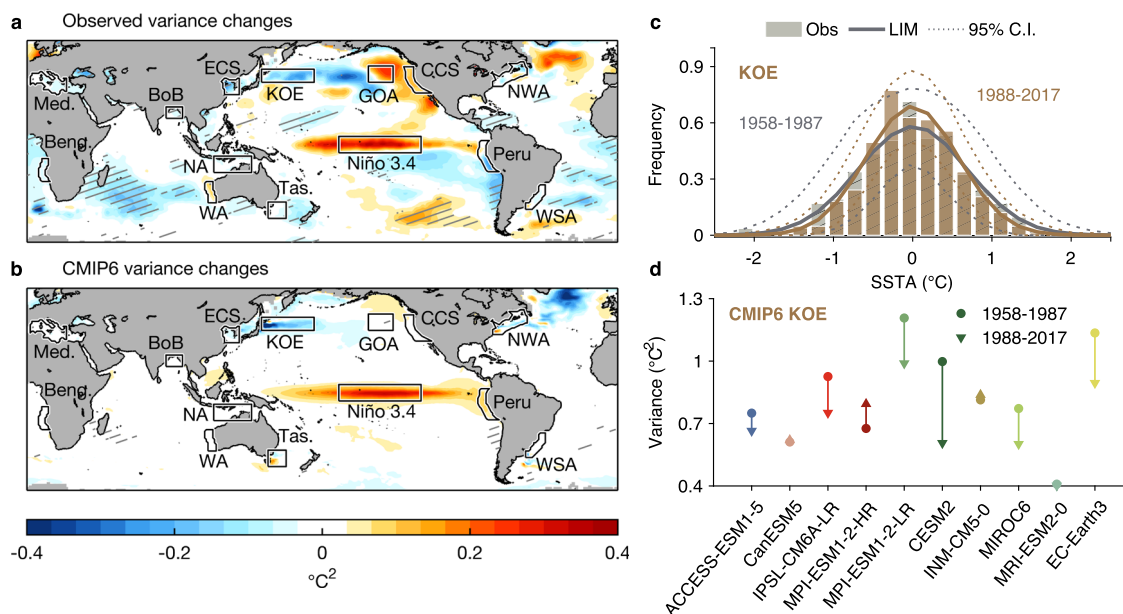 a Observed variance changes
ECS
CCS
Med.
BoB
KOE
GOA
NWA
Beng.
NA
Niño 3.4
Peru
WA
Tas.
WSA
b CMIP6 variance changes
ECS
CCS
Med.
BoB
KOE
GOA
NWA
Beng.
NA
Niño 3.4
Peru
WA
Tas.
WSA
-0.4 -0.2 0 0.2 0.4
°C²
c Obs LIM 95% C.I.
KOE
1988-2017
1958-1987
Frequency
0.9
0.6
0.3
0
-2 -1 0 1 2
SSTA (°C)
d
CMIP6 KOE
1958-1987
1988-2017
Variance (°C²)
1.3
1
0.7
0.4
ACCESS-ESM1-5
CanESM5
IPSL-CM6A-LR
MPI-ESM1-2-HR
MPI-ESM1-2-LR
CESM2
INM-CM5-0
MIROC6
MRI-ESM2-0
EC-Earth3